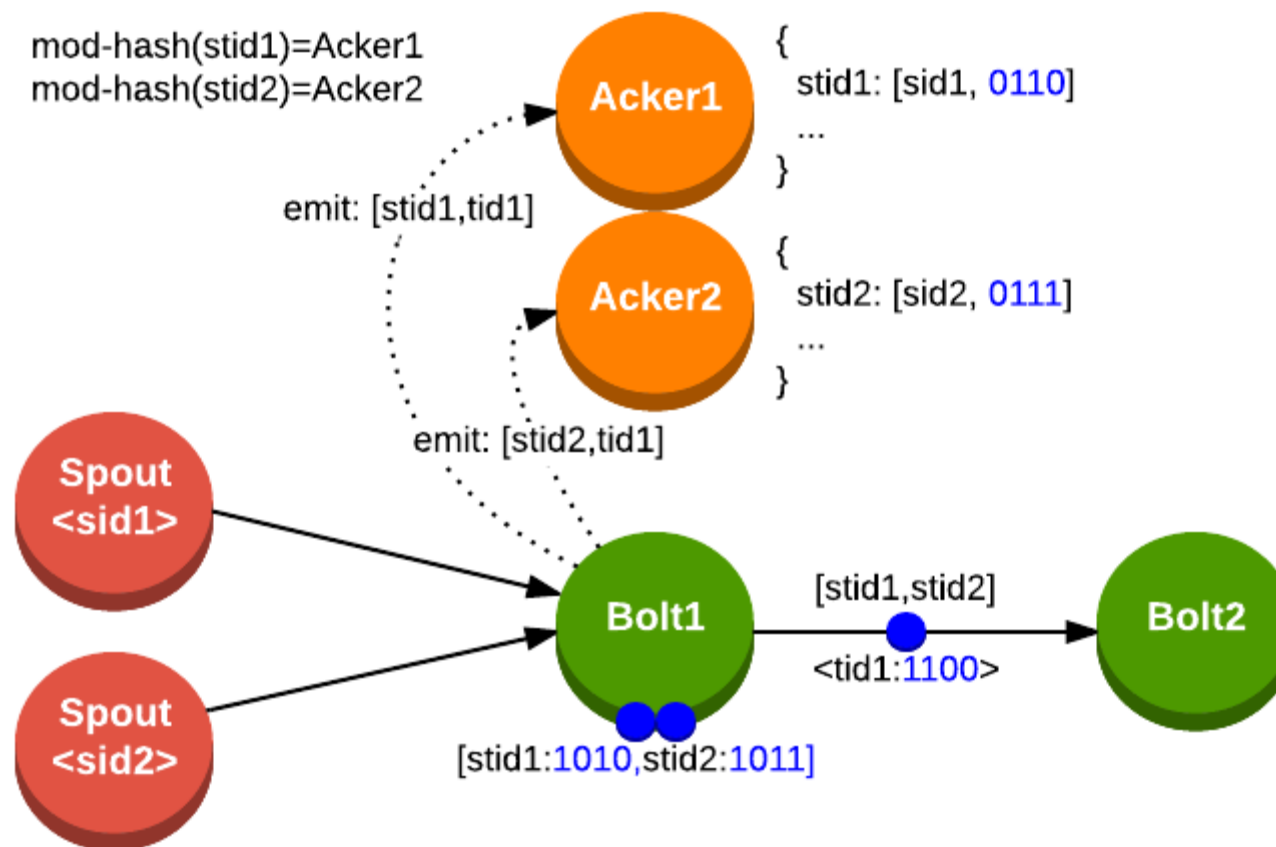 mod-hash(stid1)=Acker1
mod-hash(stid2)=Acker2
Acker1
{
stid1: [sid1, 0110]
...
}
emit: [stid1,tid1]
Acker2
{
stid2: [sid2, 0111]
...
}
emit: [stid2,tid1]
Spout
<sid1>
Spout
<sid2>
Bolt1
[stid1:1010,stid2:1011]
[stid1,stid2]
<tid1:1100>
Bolt2